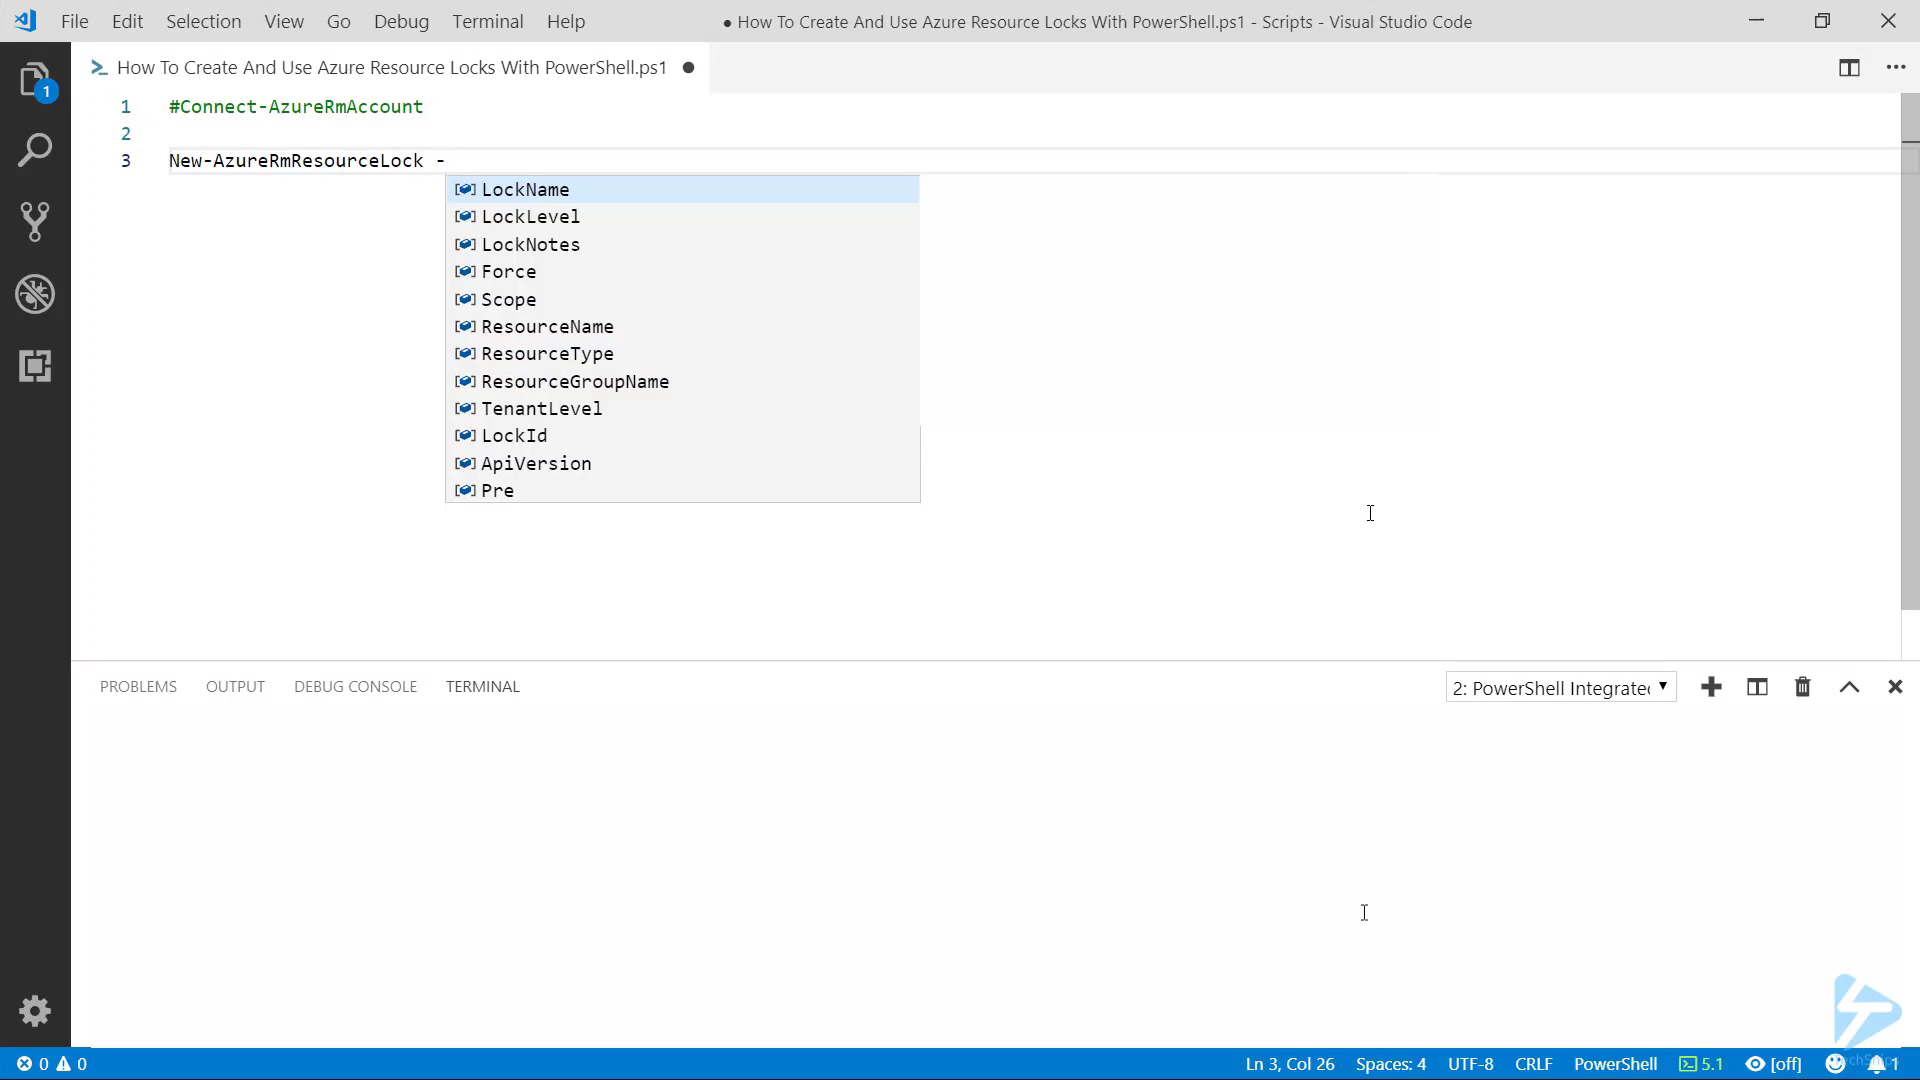 File Edit Selection View Go Debug Terminal Help
● How To Create And Use Azure Resource Locks With PowerShell.ps1 - Scripts - Visual Studio Code
How To Create And Use Azure Resource Locks With PowerShell.ps1 ●
1
1 #Connect-AzureRmAccount
2
3 New-AzureRmResourceLock -
LockName
LockLevel
LockNotes
Force
Scope
ResourceName
ResourceType
ResourceGroupName
TenantLevel
LockId
ApiVersion
Pre
PROBLEMS OUTPUT DEBUG CONSOLE TERMINAL
2: PowerShell Integrated
0 0 Ln 3, Col 26 Spaces: 4 UTF-8 CRLF PowerShell 5.1 [off] 1